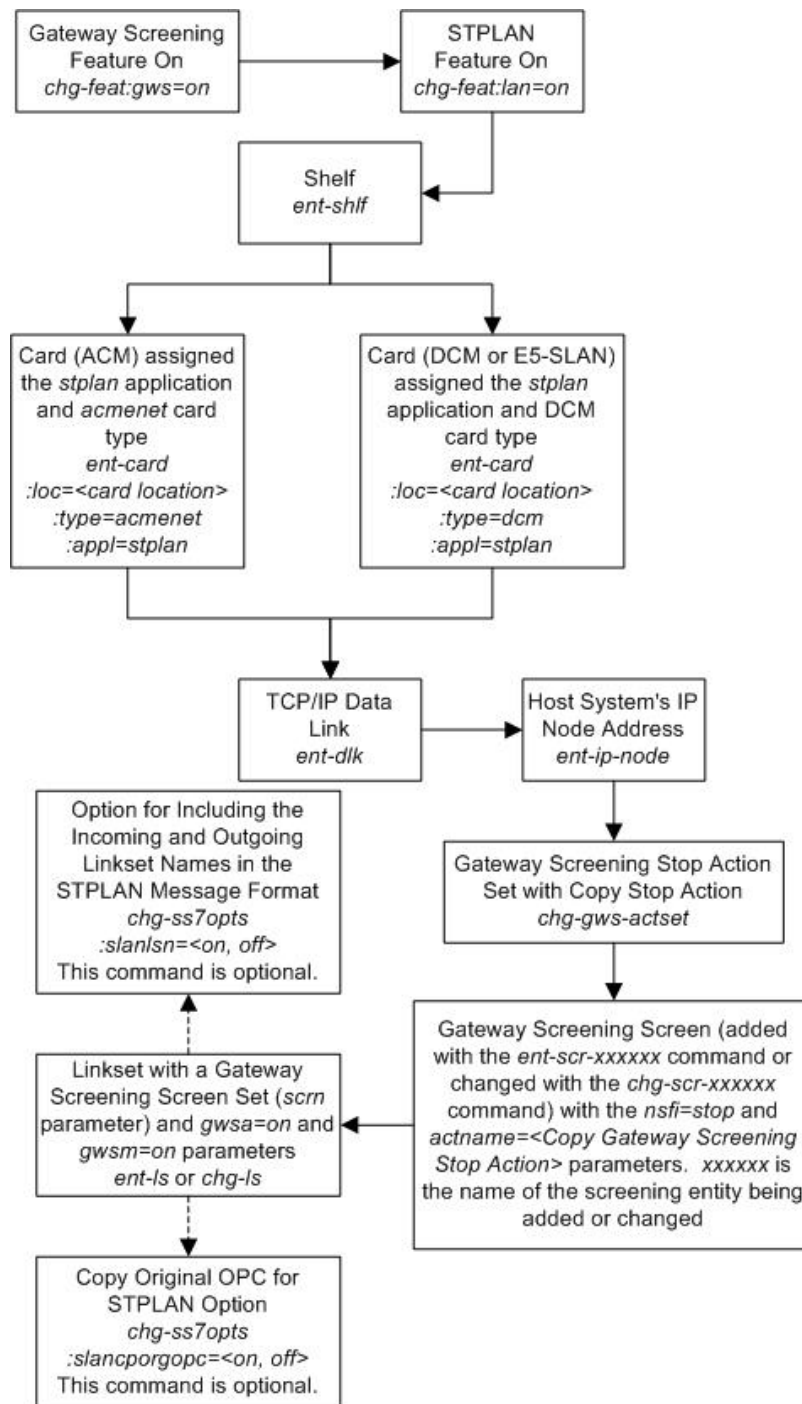 Gateway Screening
Feature On
chg-feat:gws=on
STPLAN
Feature On
chg-feat:lan=on
Shelf
ent-shlf
Card (ACM) assigned
the stplan application
and acmenet card
type
ent-card
:loc=<card location>
:type=acmenet
:appl=stplan
Card (DCM or E5-SLAN)
assigned the stplan
application and DCM
card type
ent-card
:loc=<card location>
:type=dcm
:appl=stplan
TCP/IP Data
Link
ent-dlk
Host System's IP
Node Address
ent-ip-node
Option for Including the
Incoming and Outgoing
Linkset Names in the
STPLAN Message Format
chg-ss7opts
:slanlsn=<on, off>
This command is optional.
Gateway Screening Stop Action
Set with Copy Stop Action
chg-gws-actset
Linkset with a Gateway
Screening Screen Set (scrn
parameter) and gwsa=on and
gwsm=on parameters
ent-ls or chg-ls
Gateway Screening Screen (added
with the ent-scr-xxxxxx command or
changed with the chg-scr-xxxxxx
command) with the nsfi=stop and
actname=<Copy Gateway Screening
Stop Action> parameters. xxxxxx is
the name of the screening entity being
added or changed
Copy Original OPC for
STPLAN Option
chg-ss7opts
:slancporgopc=<on, off>
This command is optional.